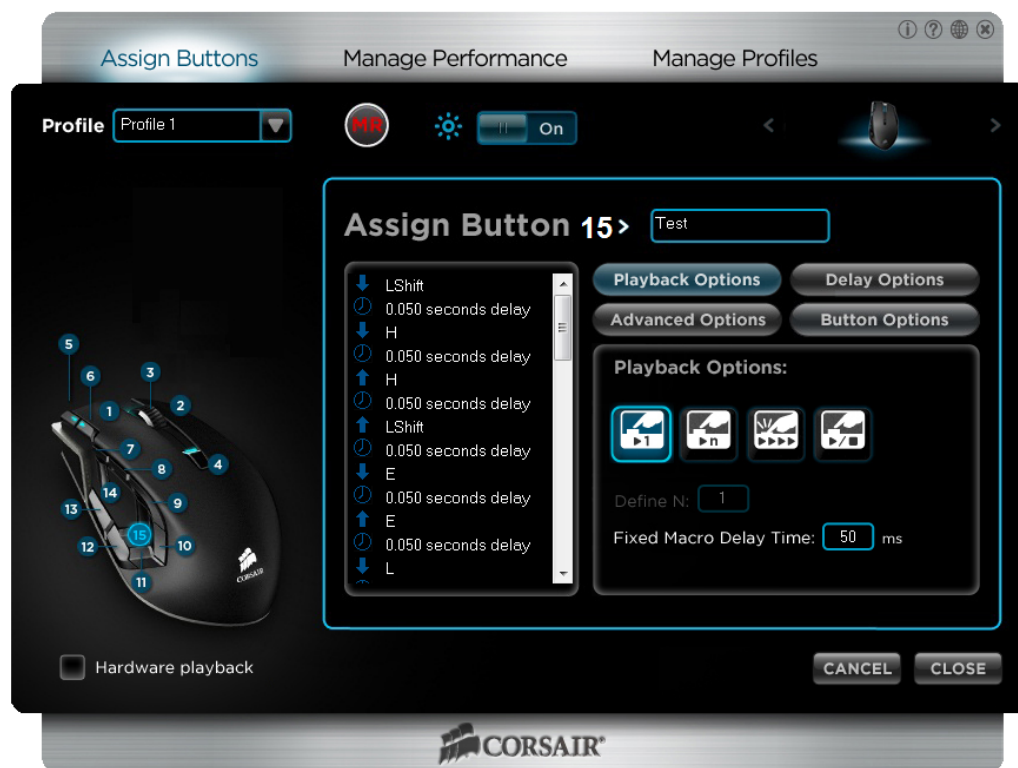 Assign Buttons Manage Performance Manage Profiles
Profile Profile 1 MR On
Assign Button 15> Test
LShift
0.050 seconds delay
H
0.050 seconds delay
H
0.050 seconds delay
LShift
0.050 seconds delay
E
0.050 seconds delay
E
0.050 seconds delay
L
Playback Options Delay Options
Advanced Options Button Options
Playback Options:
1 n
Define N: 1
Fixed Macro Delay Time: 50 ms
5
6
3
1
2
7
8
4
14
9
13
15
12
10
11
CORSAIR
Hardware playback
CANCEL CLOSE
CORSAIR